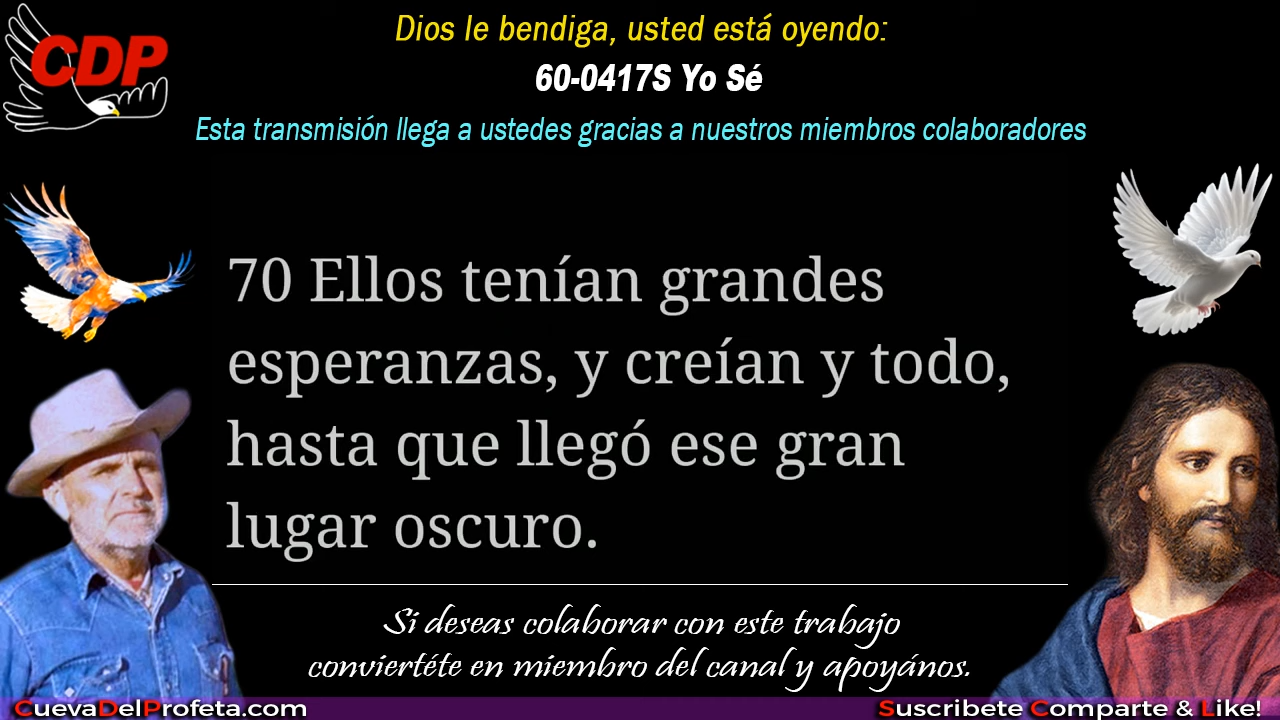 CDP
Dios le bendiga, usted está oyendo:
60-0417S Yo Sé
Esta transmisión llega a ustedes gracias a nuestros miembros colaboradores
70 Ellos tenían grandes
esperanzas, y creían y todo,
hasta que llegó ese gran
lugar oscuro.
Si deseas colaborar con este trabajo
conviertéte en miembro del canal y apoyános.
CuevaDelProfeta.com
Suscribete Comparte & Like!